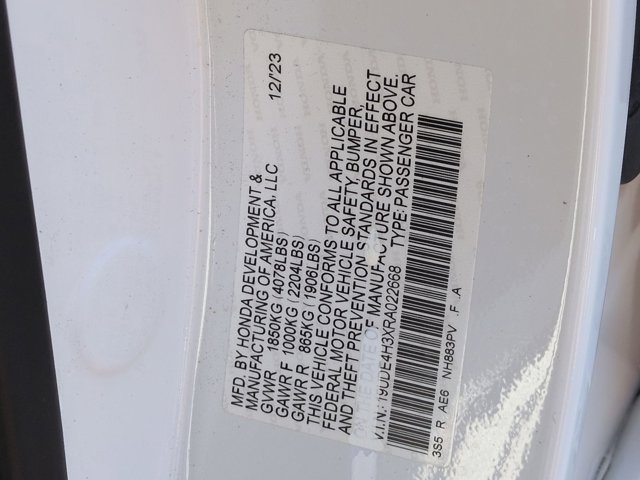 MFD. BY HONDA DEVELOPMENT &
MANUFACTURING OF AMERICA, LLC 12/'23
GVWR 1850KG (4078LBS)
GAWR F 1000KG (2204LBS)
GAWR R 865KG (1906LBS)
THIS VEHICLE CONFORMS TO ALL APPLICABLE
FEDERAL MOTOR VEHICLE SAFETY, BUMPER,
AND THEFT PREVENTION STANDARDS IN EFFECT
ON THE DATE OF MANUFACTURE SHOWN ABOVE.
V.I.N.: 19UDE4H3XRA022668 TYPE:PASSENGER CAR
3S5 R AE6 NH883PV F A